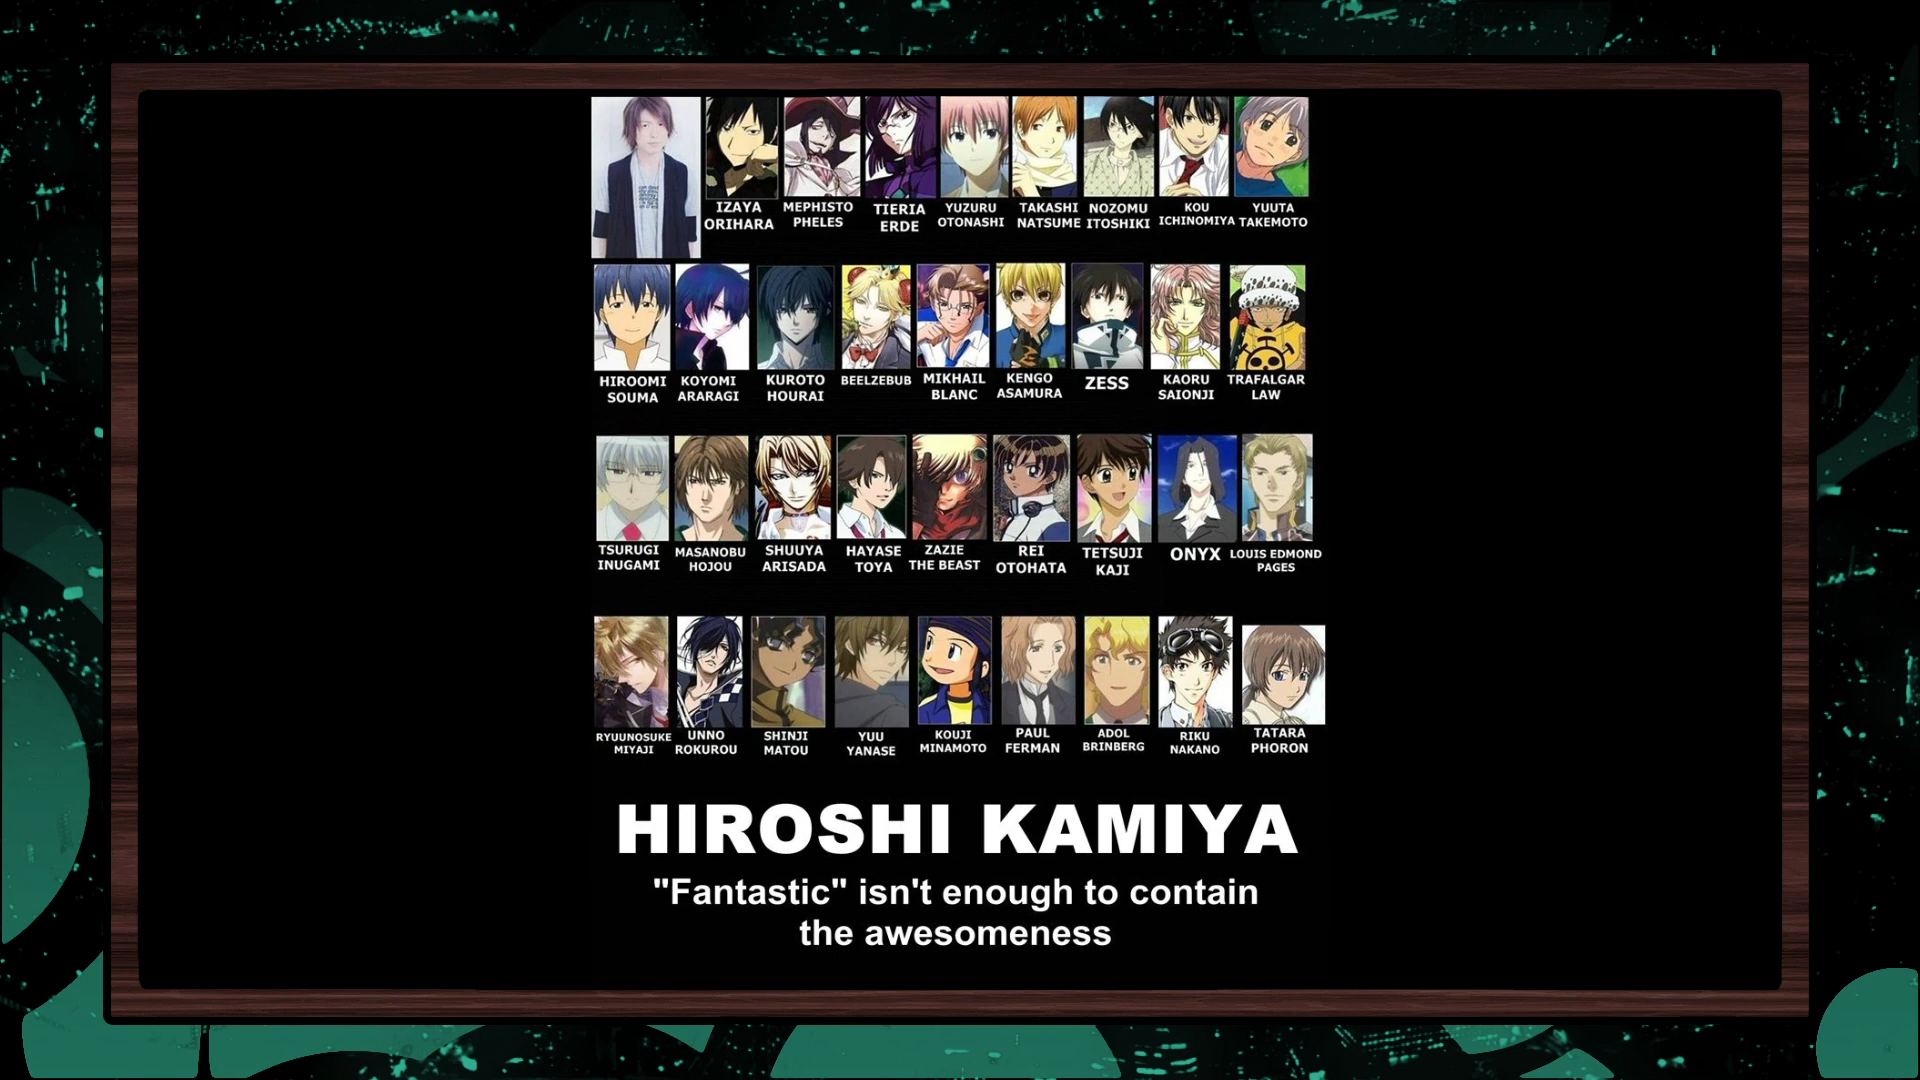 IZAYA
ORIHARA
MEPHISTO
PHELES
TIERIA
ERDE
YUZURU
OTONASHI
TAKASHI
NATSUME
NOZOMU
ITOSHIKI
KOU
ICHINOMIYA
YUUTA
TAKEMOTO
HIROOMI
SOUMA
KOYOMI
ARARAGI
KUROTO
HOURAI
BEELZEBUB
MIKHAIL
BLANC
KENGO
ASAMURA
ZESS
KAORU
SAIONJI
TRAFALGAR
LAW
TSURUGI
INUGAMI
MASANOBU
HOJOU
SHUUYA
ARISADA
HAYASE
TOYA
ZAZIE
THE BEAST
REI
OTOHATA
TETSUJI
KAJI
ONYX
LOUIS EDMOND
PAGES
RYUUNOSUKE
MIYAJI
UNNO
ROKUROU
SHINJI
MATOU
YUU
YANASE
KOUJI
MINAMOTO
PAUL
FERMAN
ADOL
BRINBERG
RIKU
NAKANO
TATARA
PHORON
HIROSHI KAMIYA
"Fantastic" isn't enough to contain
the awesomeness